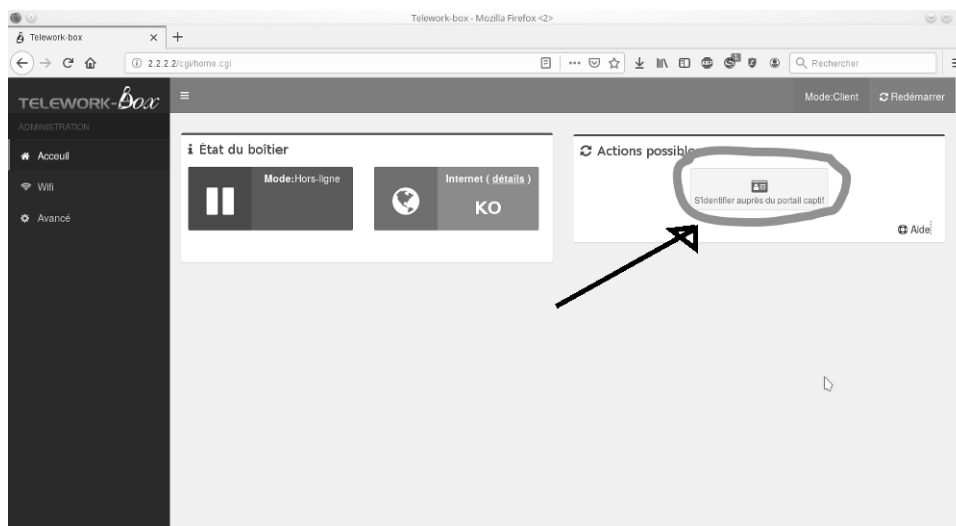 Telework-box - Mozilla Firefox <2>
Telework-box
2.2.2.2/cgi/home.cgi
Rechercher
TELEWORK-Box
Mode:Client
Redémarrer
ADMINISTRATION
Acceuil
Wifi
Avancé
État du boîtier
Mode:Hors-ligne
Internet ( détails )
KO
Actions possibles
S'identifier auprès du portail captif
Aide